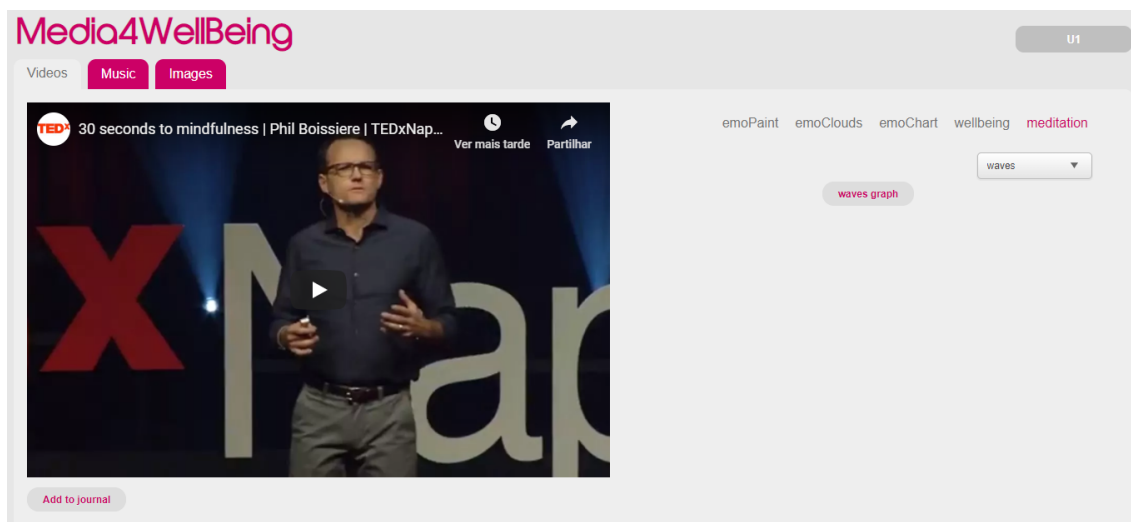 Media4WellBeing
U1
Videos Music Images
TEDx 30 seconds to mindfulness | Phil Boissiere | TEDxNap...
Ver mais tarde Partilhar
emoPaint emoClouds emoChart wellbeing meditation
waves
waves graph
xNap
Add to journal